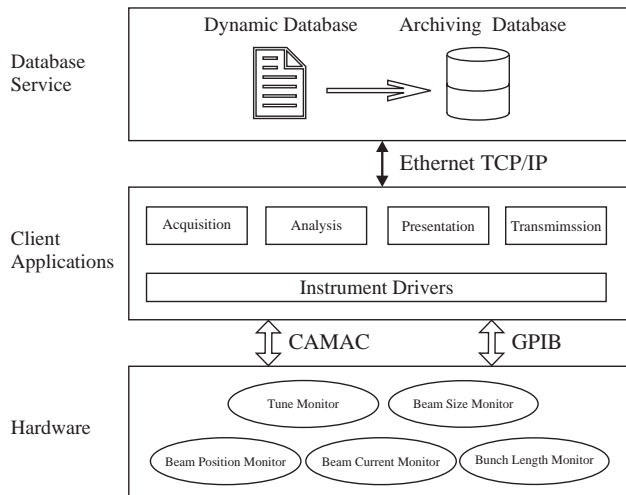 Dynamic Database
Archiving Database
Database
Service
Ethernet TCP/IP
Client
Applications
Acquisition
Analysis
Presentation
Transmimssion
Instrument Drivers
CAMAC
GPIB
Hardware
Tune Monitor
Beam Size Monitor
Beam Position Monitor
Beam Current Monitor
Bunch Length Monitor